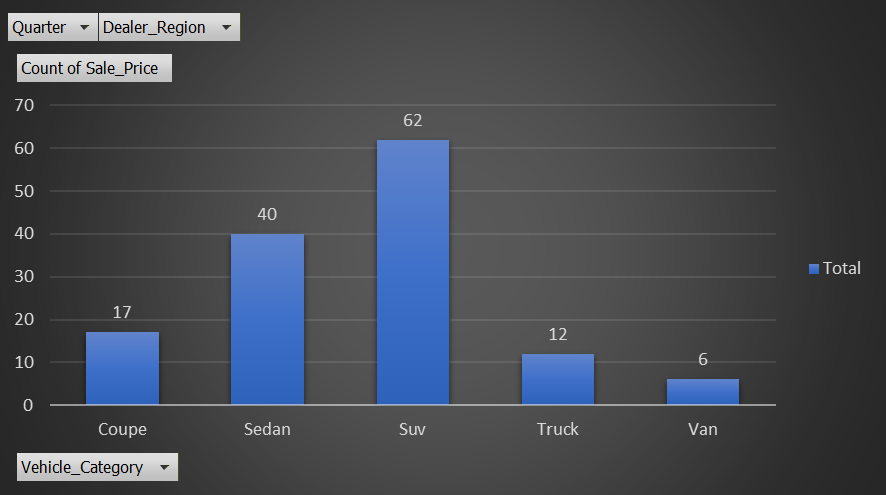 Quarter Dealer_Region
Count of Sale_Price
70
60
50
40
30
20
10
0
17
40
62
12
6
Coupe Sedan Suv Truck Van
Total
Vehicle_Category